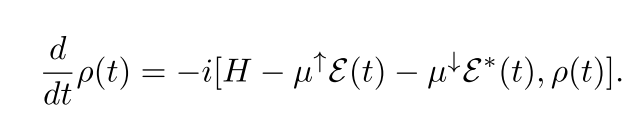 d/dt ρ(t) = −i[H − μ↑ℰ(t) − μ↓ℰ*(t), ρ(t)].